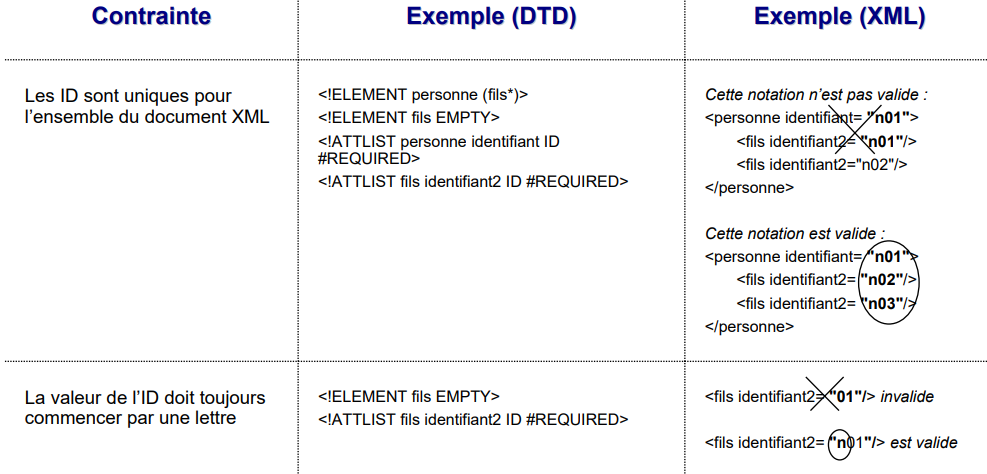 Contrainte
Exemple (DTD)
Exemple (XML)
Les ID sont uniques pour
l'ensemble du document XML
<!ELEMENT personne (fils*)>
<!ELEMENT fils EMPTY>
<!ATTLIST personne identifiant ID
#REQUIRED>
<!ATTLIST fils identifiant2 ID #REQUIRED>
Cette notation n'est pas valide :
<personne identifiant= "n01">
<fils identifiant2= "n01"/>
<fils identifiant2="n02"/>
</personne>
Cette notation est valide :
<personne identifiant= "n01">
<fils identifiant2= "n02"/>
<fils identifiant2= "n03"/>
</personne>
La valeur de l'ID doit toujours
commencer par une lettre
<!ELEMENT fils EMPTY>
<!ATTLIST fils identifiant2 ID #REQUIRED>
<fils identifiant2= "01"/> invalide
<fils identifiant2= "n01"/> est valide